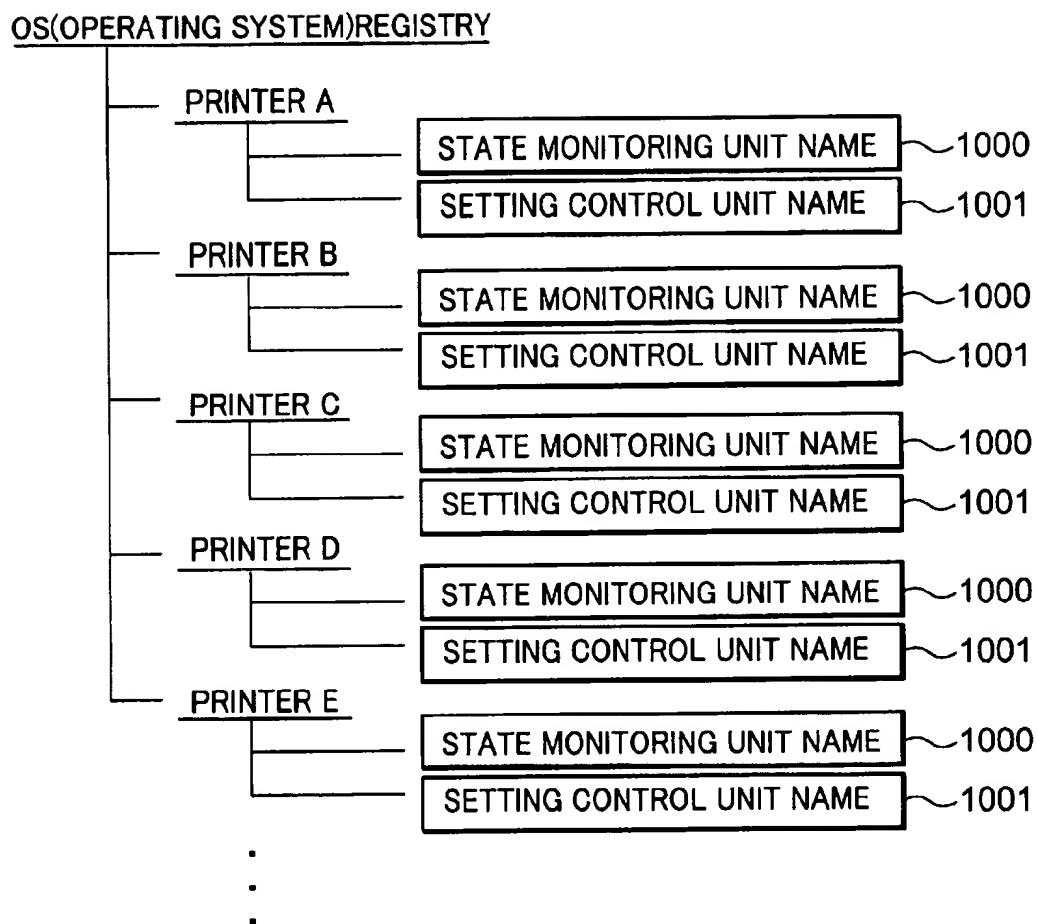 OS(OPERATING SYSTEM)REGISTRY
PRINTER A
STATE MONITORING UNIT NAME 1000
SETTING CONTROL UNIT NAME 1001
PRINTER B
STATE MONITORING UNIT NAME 1000
SETTING CONTROL UNIT NAME 1001
PRINTER C
STATE MONITORING UNIT NAME 1000
SETTING CONTROL UNIT NAME 1001
PRINTER D
STATE MONITORING UNIT NAME 1000
SETTING CONTROL UNIT NAME 1001
PRINTER E
STATE MONITORING UNIT NAME 1000
SETTING CONTROL UNIT NAME 1001